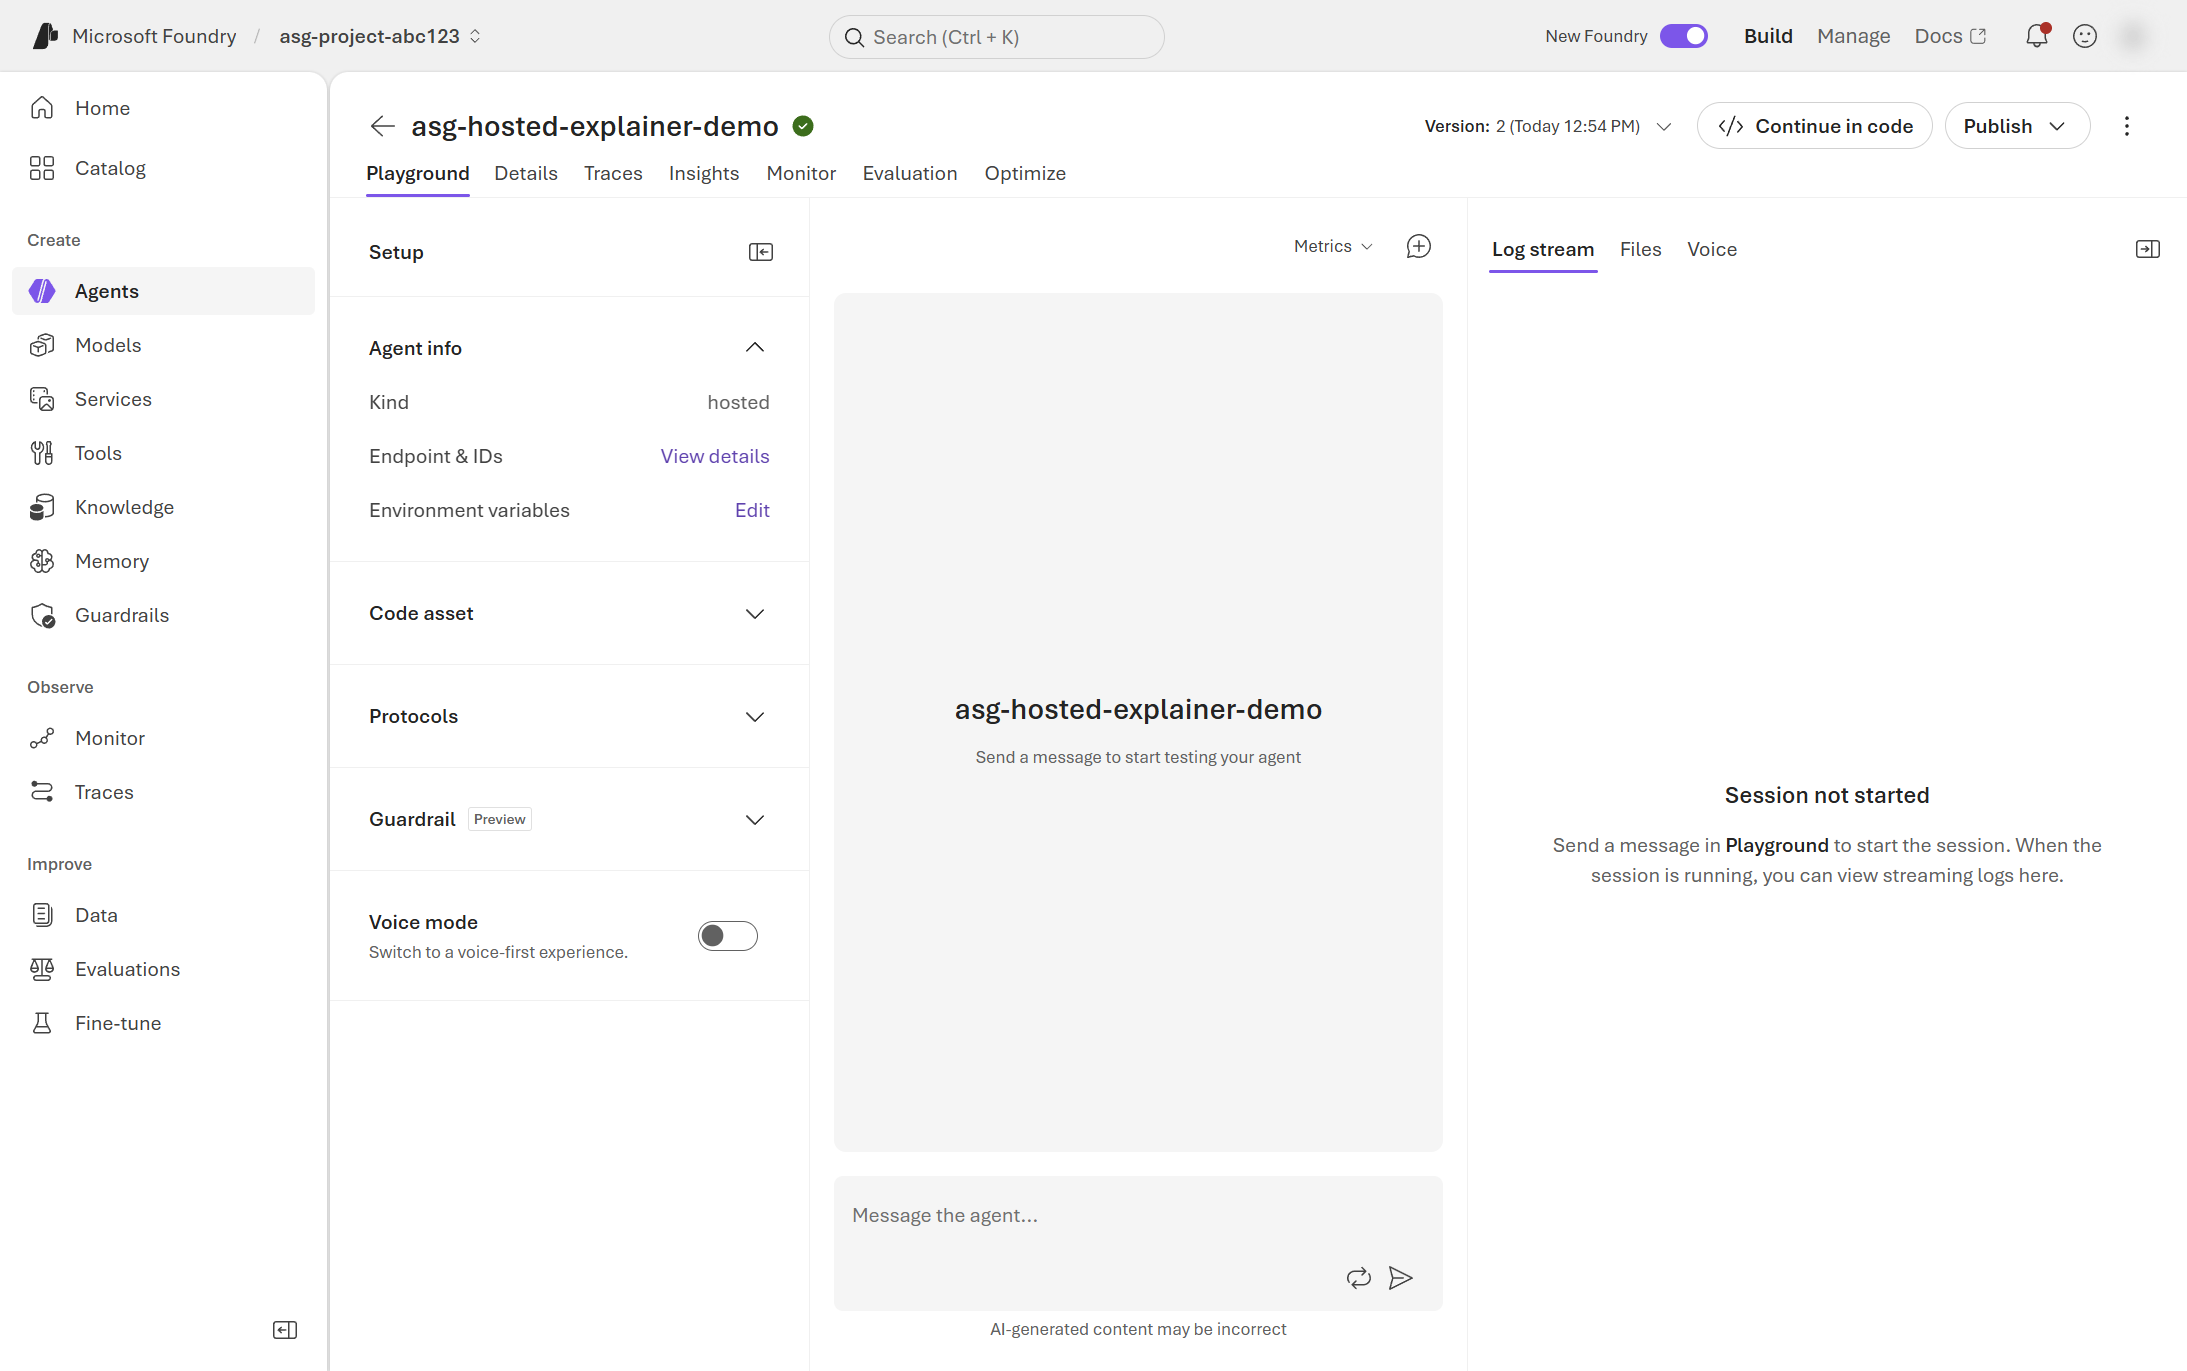 Microsoft Foundry / asg-project-abc123
Search (Ctrl + K)
New Foundry
Build
Manage
Docs
Home
Catalog
Create
Agents
Models
Services
Tools
Knowledge
Memory
Guardrails
Observe
Monitor
Traces
Improve
Data
Evaluations
Fine-tune
asg-hosted-explainer-demo
Version: 2 (Today 12:54 PM)
Continue in code
Publish
Playground
Details
Traces
Insights
Monitor
Evaluation
Optimize
Setup
Agent info
Kind
hosted
Endpoint & IDs
View details
Environment variables
Edit
Code asset
Protocols
Guardrail
Preview
Voice mode
Switch to a voice-first experience.
Metrics
asg-hosted-explainer-demo
Send a message to start testing your agent
Message the agent...
AI-generated content may be incorrect
Log stream
Files
Voice
Session not started
Send a message in Playground to start the session. When the
session is running, you can view streaming logs here.